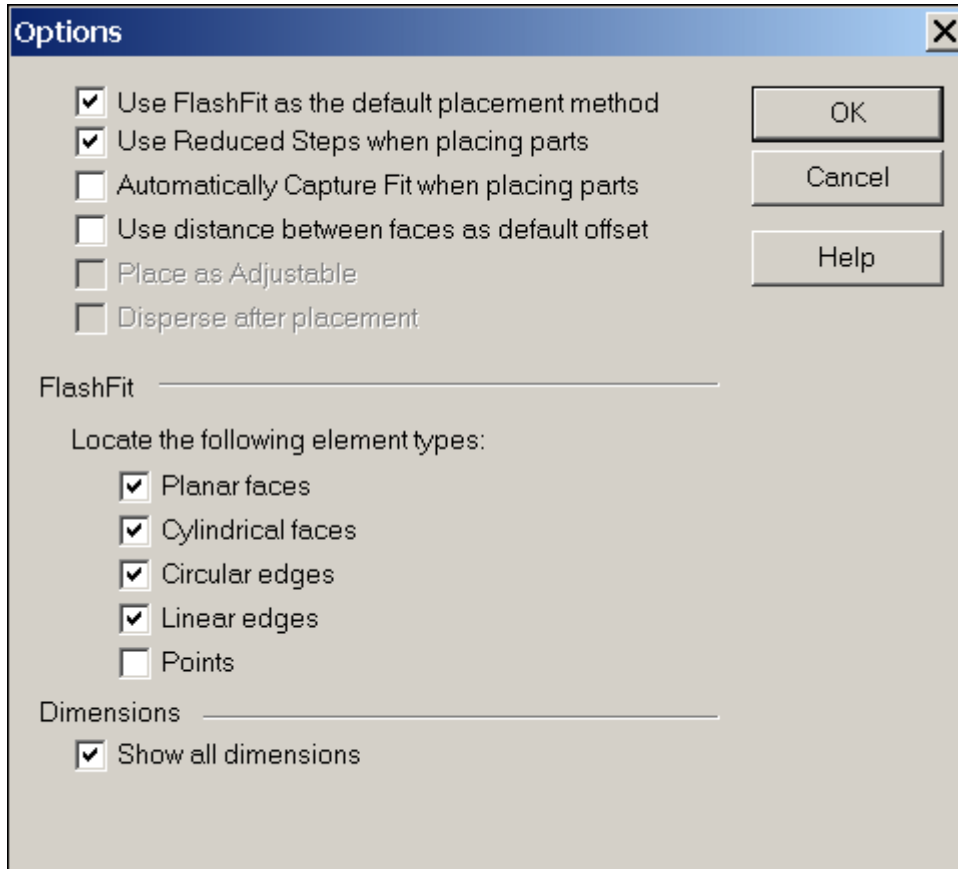 Options
Use FlashFit as the default placement method
OK
Use Reduced Steps when placing parts
Automatically Capture Fit when placing parts
Cancel
Use distance between faces as default offset
Help
Place as Adjustable
Disperse after placement
FlashFit
Locate the following element types:
Planar faces
Cylindrical faces
Circular edges
Linear edges
Points
Dimensions
Show all dimensions